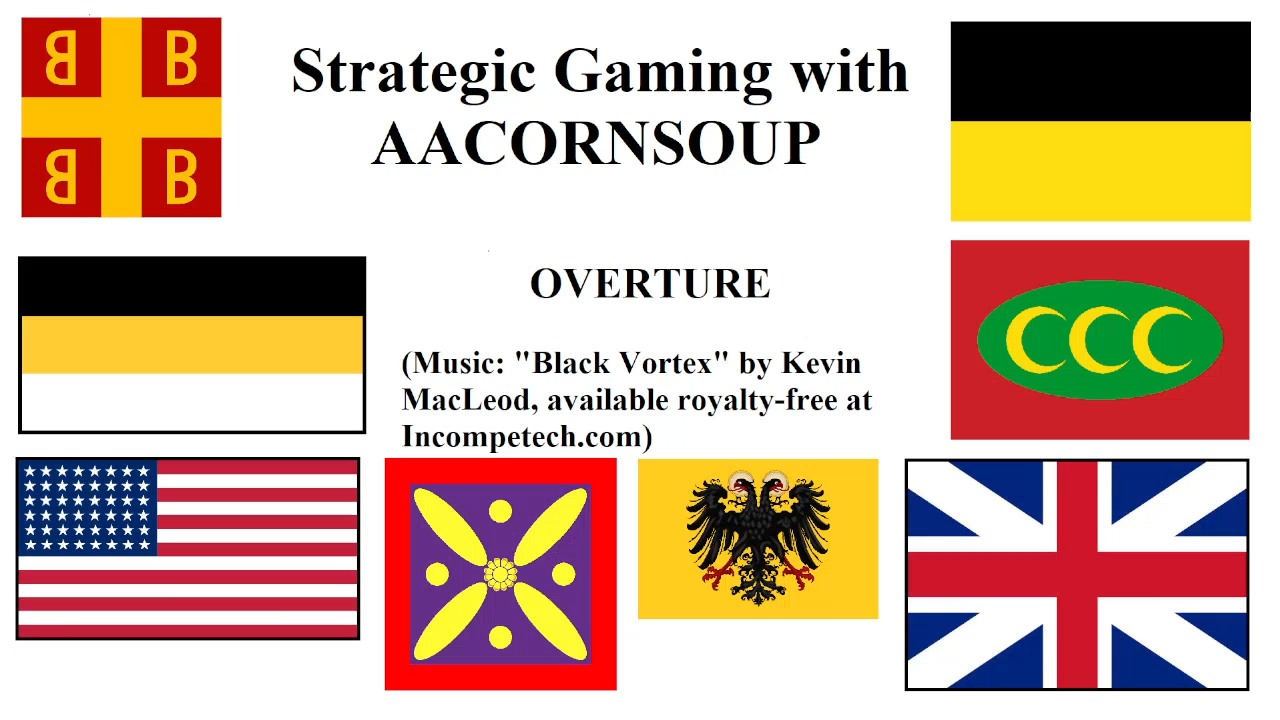 Strategic Gaming with
AACORNSOUP
OVERTURE
(Music: "Black Vortex" by Kevin
MacLeod, available royalty-free at
Incompetech.com)